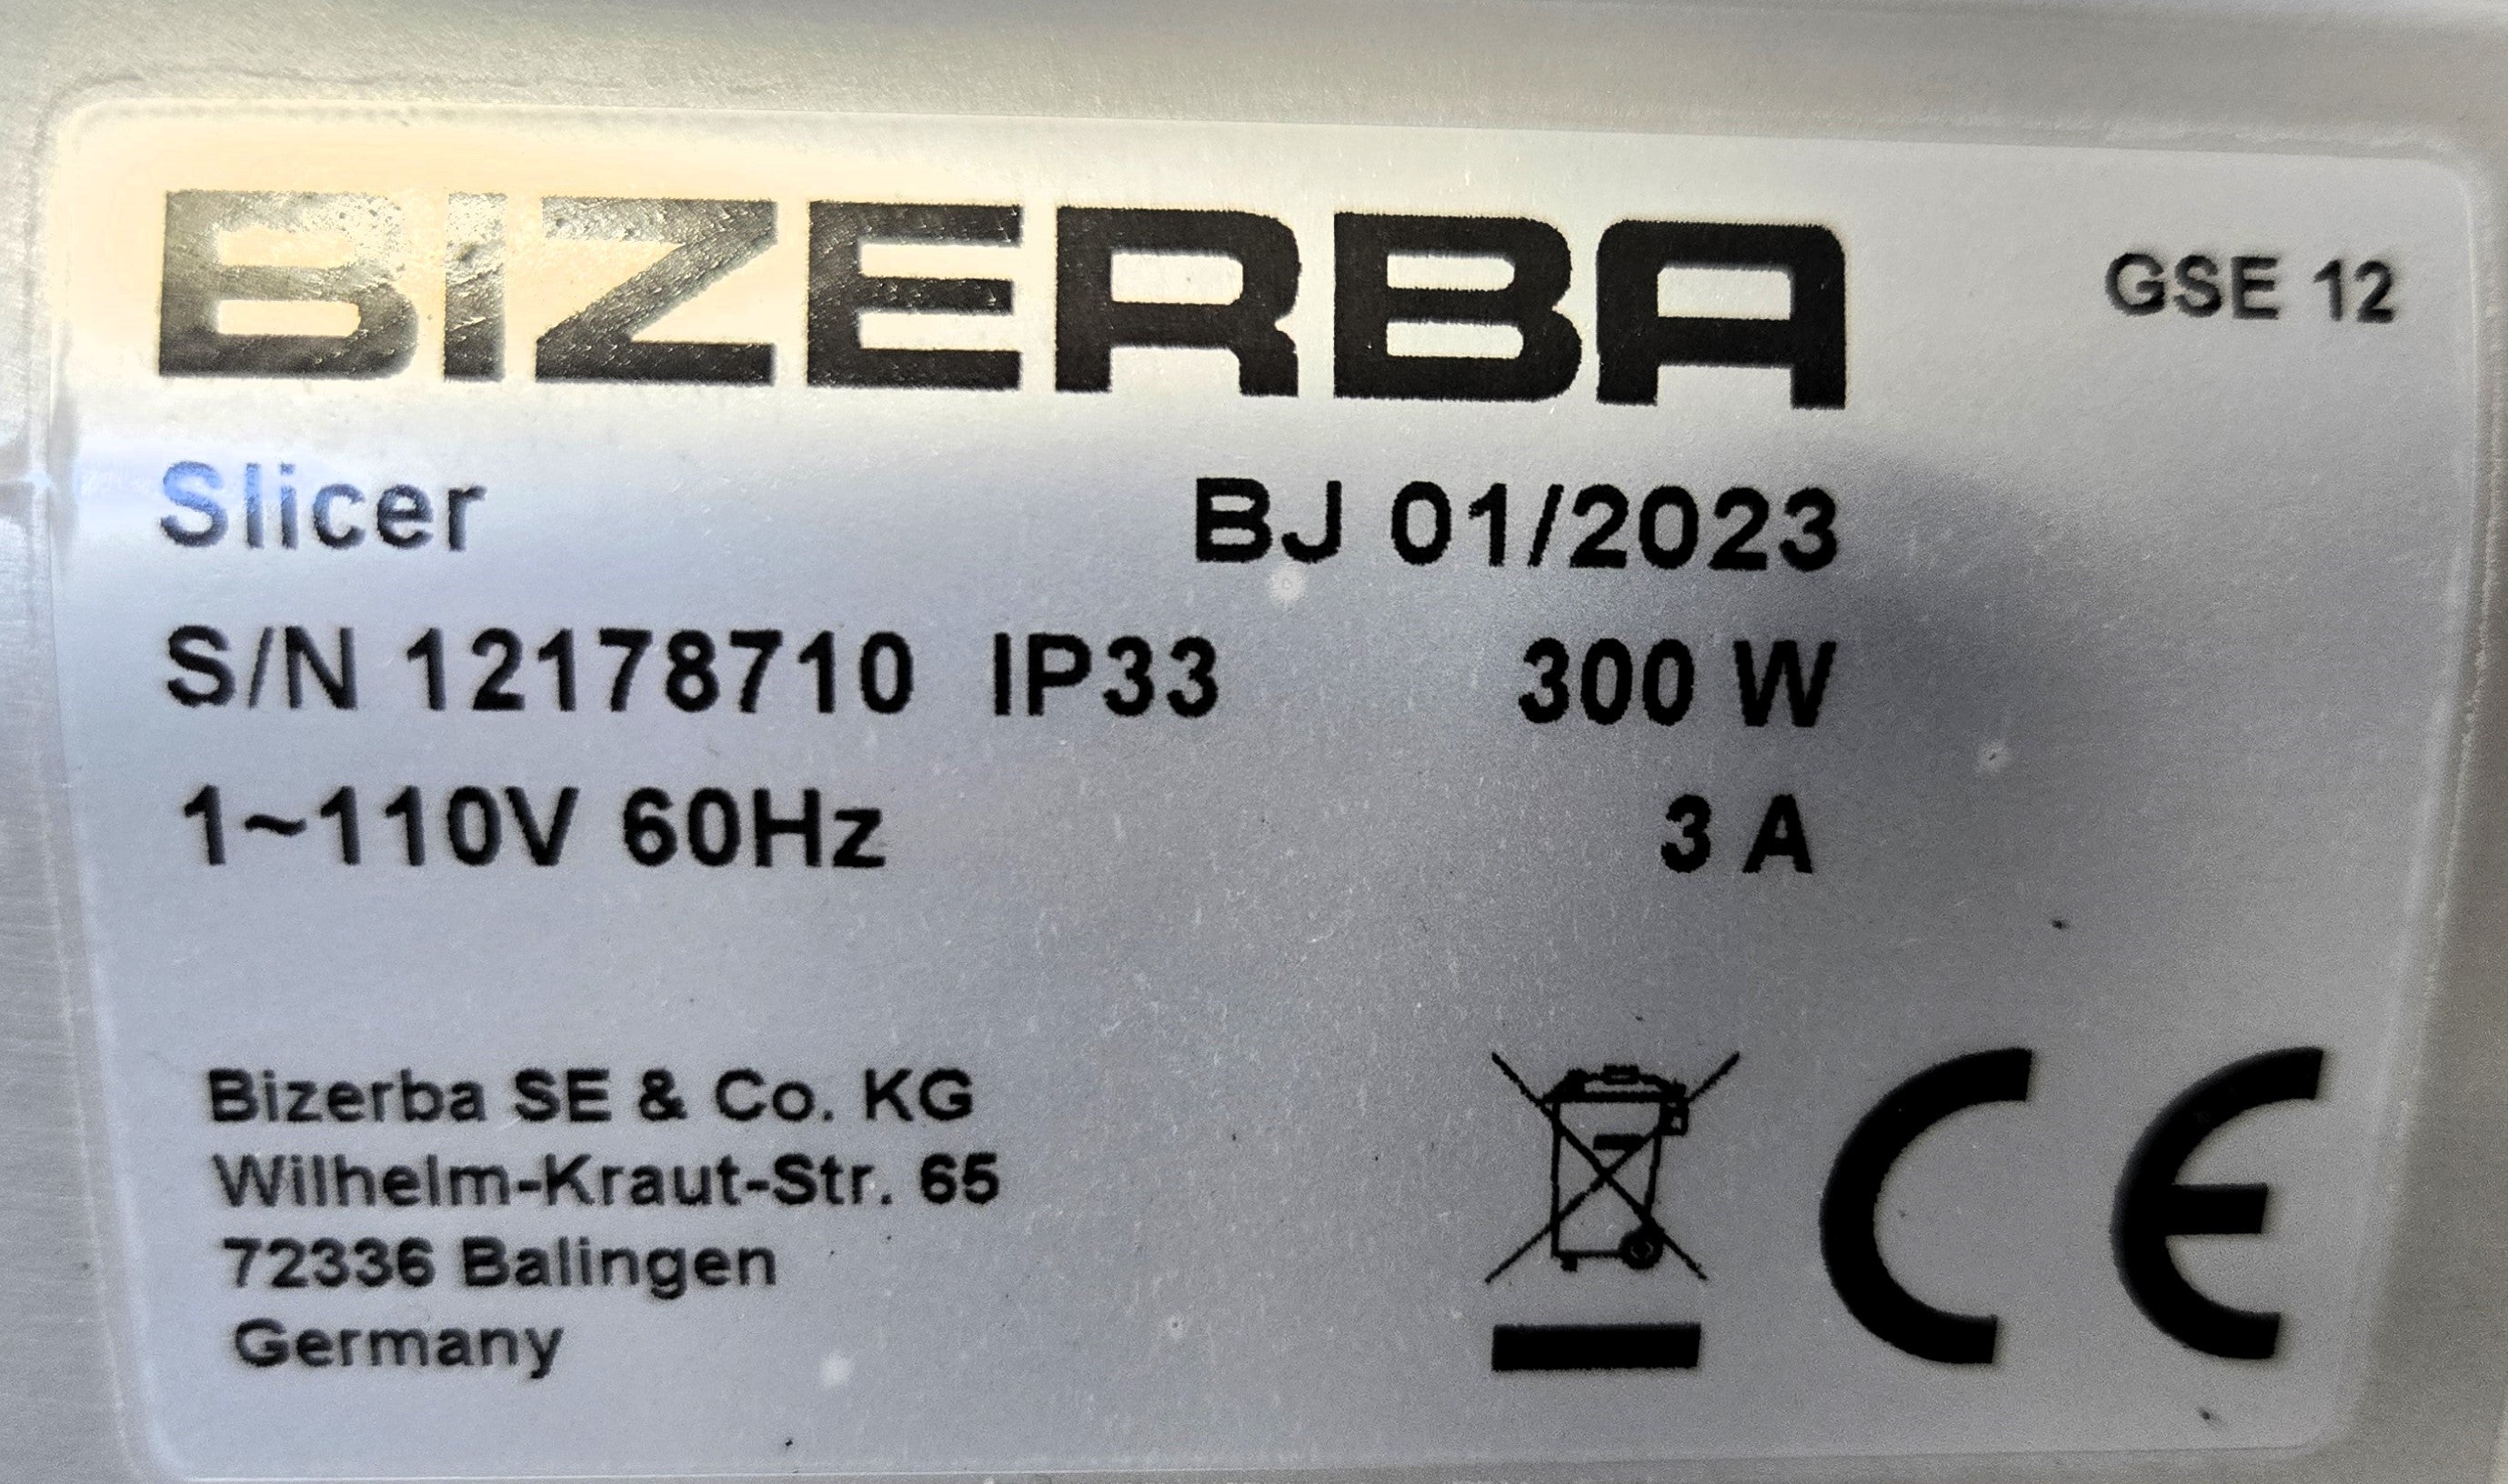 BIZERBA GSE 12
Slicer BJ 01/2023
S/N 12178710 IP33 300 W
1~110V 60Hz 3 A
Bizerba SE & Co. KG
Wilhelm-Kraut-Str. 65
72336 Balingen
Germany
CE